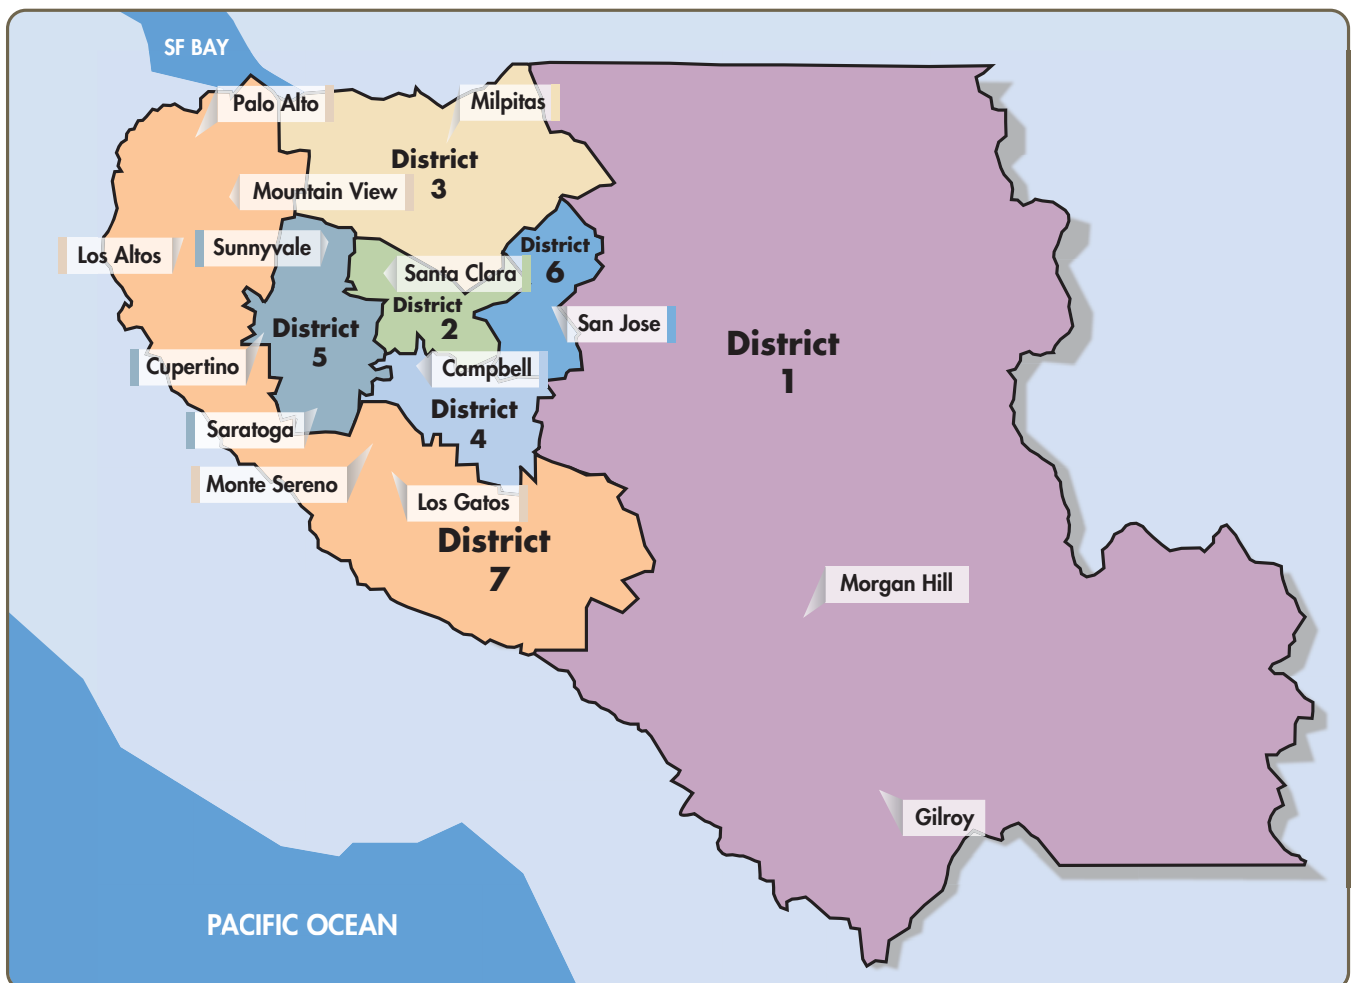 SF BAY
Palo Alto
Milpitas
District
3
Mountain View
Los Altos
Sunnyvale
Santa Clara
District
6
District
2
District
5
San Jose
District
1
Cupertino
Campbell
District
4
Saratoga
Monte Sereno
Los Gatos
District
7
Morgan Hill
Gilroy
PACIFIC OCEAN